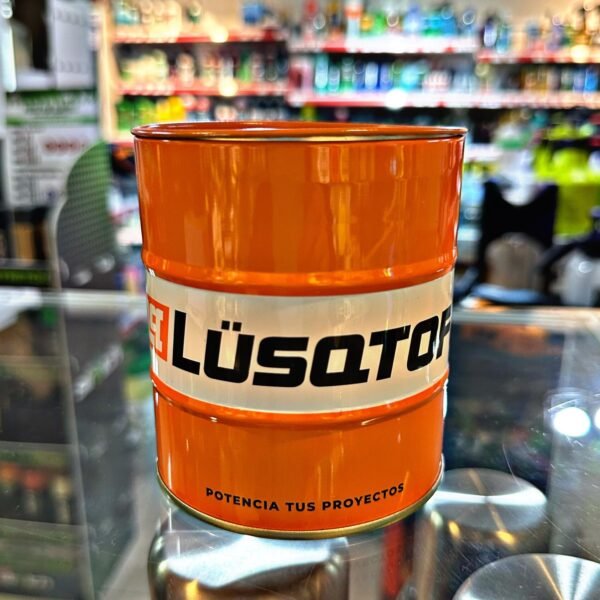 LÜSQTOF
POTENCIA TUS PROYECTOS